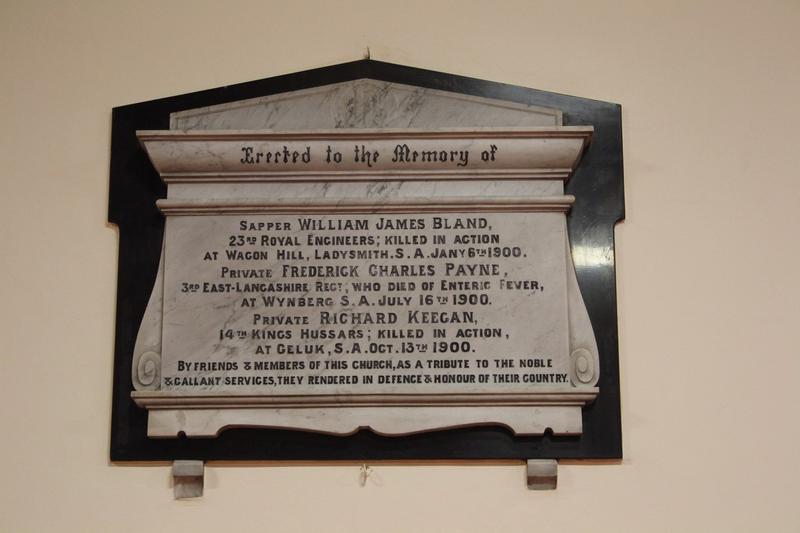 Erected to the Memory of
SAPPER WILLIAM JAMES BLAND,
23RD ROYAL ENGINEERS; KILLED IN ACTION
AT WAGON HILL, LADYSMITH. S. A. JANY 6TH 1900.
PRIVATE FREDERICK CHARLES PAYNE,
3RD EAST-LANCASHIRE REGT; WHO DIED OF ENTERIC FEVER,
AT WYNBERG S. A. JULY 16TH 1900.
PRIVATE RICHARD KEEGAN,
14TH KINGS HUSSARS; KILLED IN ACTION,
AT GELUK, S. A. OCT. 13TH 1900.
BY FRIENDS & MEMBERS OF THIS CHURCH, AS A TRIBUTE TO THE NOBLE
& GALLANT SERVICES, THEY RENDERED IN DEFENCE & HONOUR OF THEIR COUNTRY.